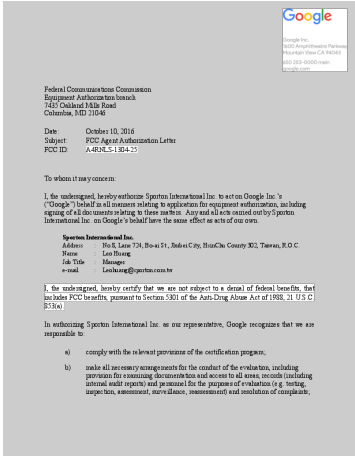 Google
Google Inc.
1600 Amphitheatre Parkway
Mountain View CA 94043
650 253-0000 main
google.com
Federal Communications Commission
Equipment Authorization branch
7435 Oakland Mills Road
Columbia, MD 21046
Date: October 10, 2016
Subject: FCC Agent Authorization Letter
FCC ID: A4RNLS-1304-25
To whom it may concern:
I, the undersigned, hereby authorize Sporton International Inc. to act on Google Inc.'s
("Google") behalf in all manners relating to application for equipment authorization, including
signing of all documents relating to these matters. Any and all acts carried out by Sporton
International Inc. on Google's behalf have the same effect as acts of our own.
Sporton International Inc.
Address : No.8, Lane 724, Bo-ai St., Jhubei City, HsinChu County 302, Taiwan, R.O.C.
Name : Leo Huang
Job Title : Manager
e-mail : Leohuang@sporton.com.tw
I, the undersigned, hereby certify that we are not subject to a denial of federal benefits, that
includes FCC benefits, pursuant to Section 5301 of the Anti-Drug Abuse Act of 1988, 21 U.S.C.
853(a).
In authorizing Sporton International Inc. as our representative, Google recognizes that we are
responsible to:
a) comply with the relevant provisions of the certification program;
b) make all necessary arrangements for the conduct of the evaluation, including
provision for examining documentation and access to all areas, records (including
internal audit reports) and personnel for the purposes of evaluation (e.g. testing,
inspection, assessment, surveillance, reassessment) and resolution of complaints;